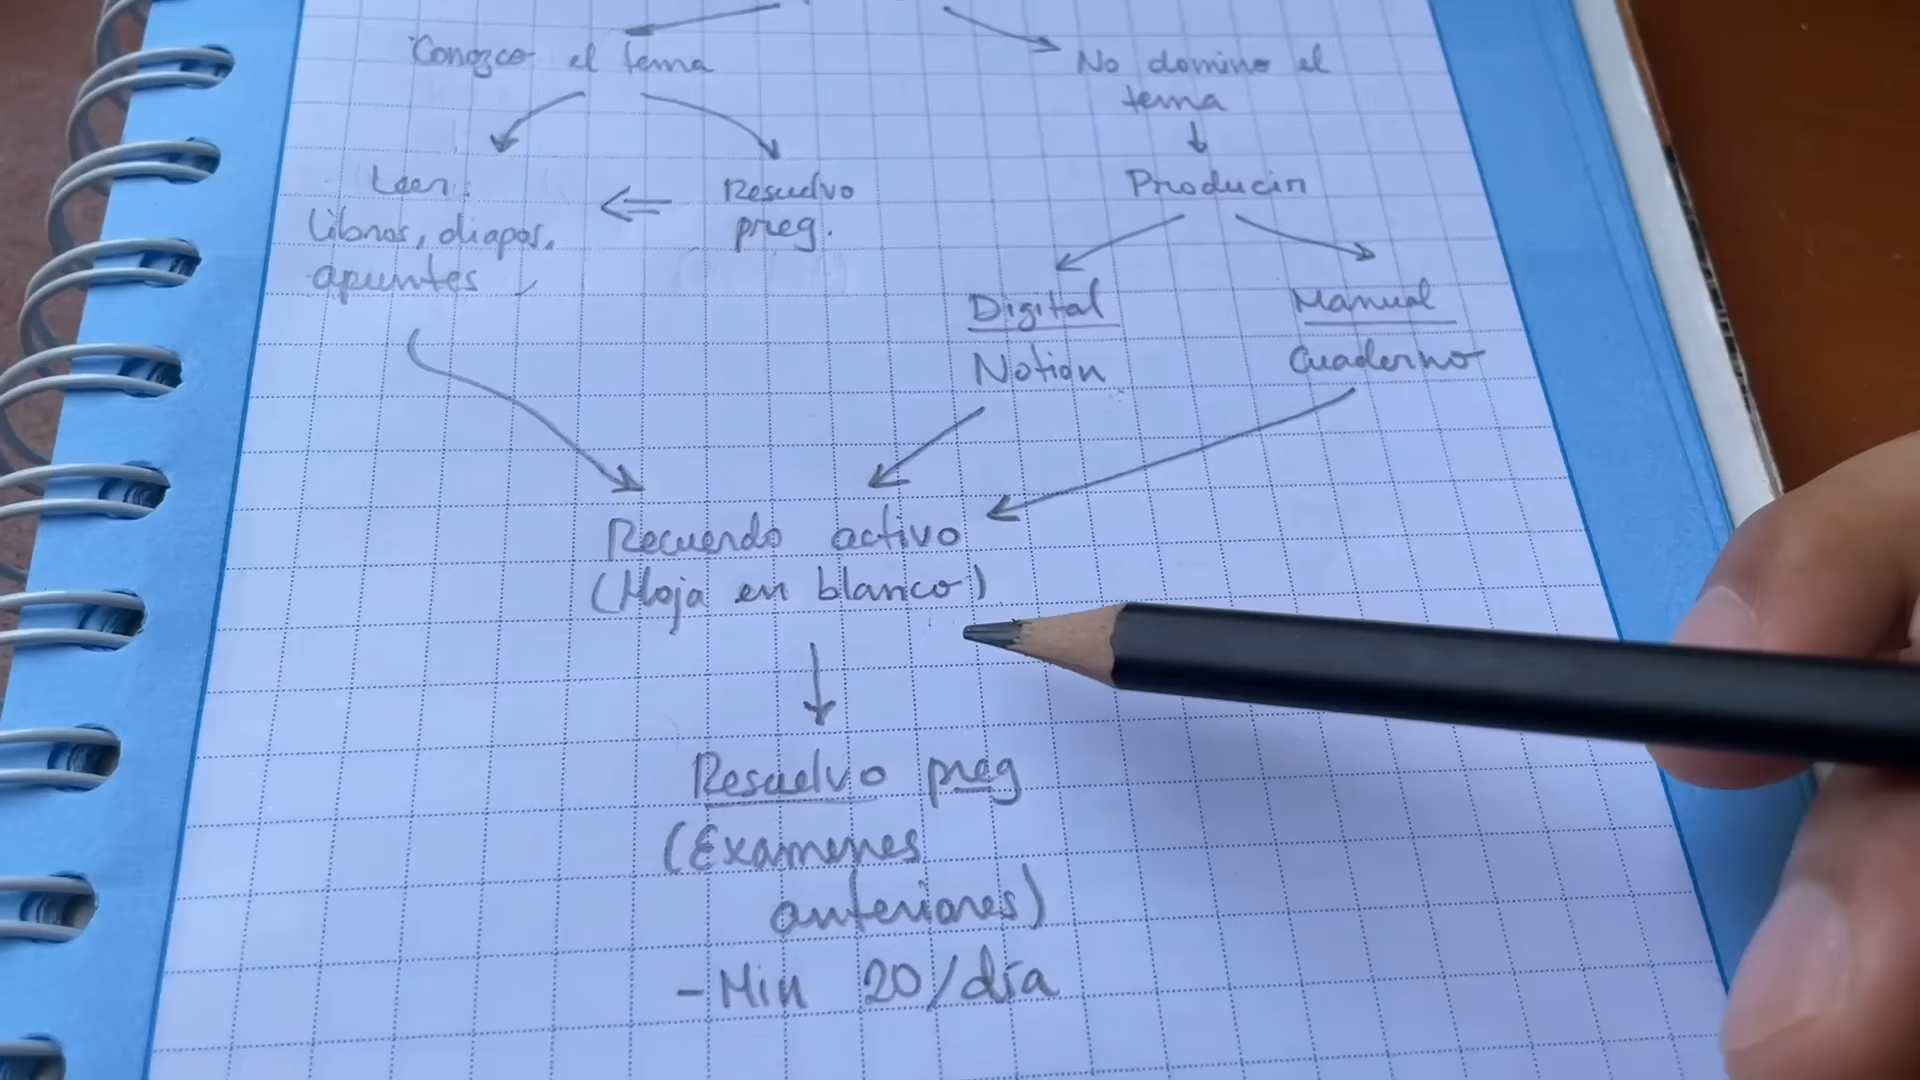 Conozco el tema
No domino el
tema
Leer:
libros, diapos,
apuntes
Resuelvo
preg.
Producir
Digital
Notion
Manual
Cuaderno
Recuerdo activo
(Hoja en blanco)
Resuelvo preg
(Exámenes
anteriores)
- Min 20/día